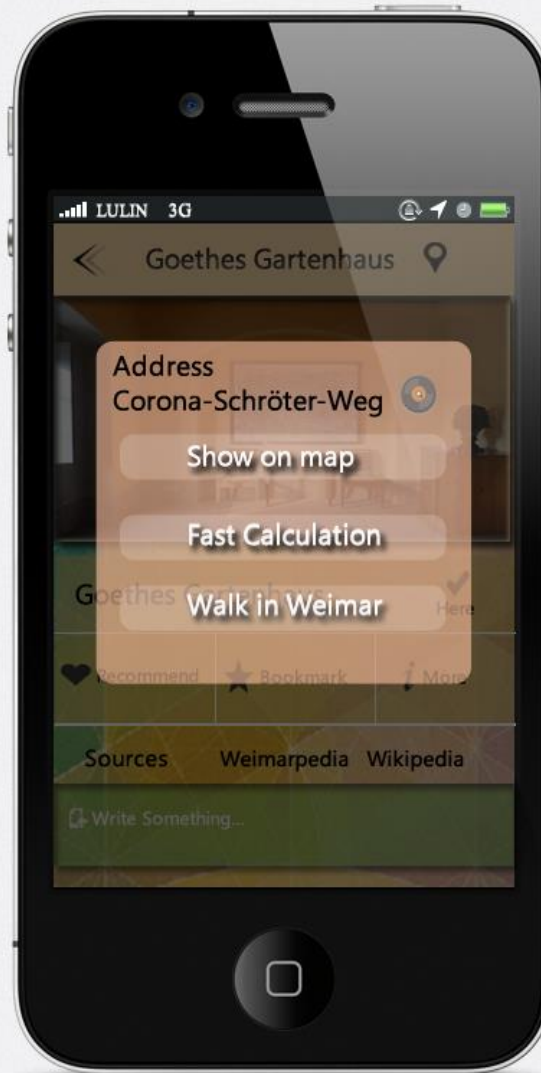 LULIN 3G
Goethes Gartenhaus
Address
Corona-Schröter-Weg
Show on map
Fast Calculation
Goethes Gartenhaus
Here
Walk in Weimar
Recommend Bookmark More
Sources Weimarpedia Wikipedia
Write Something...